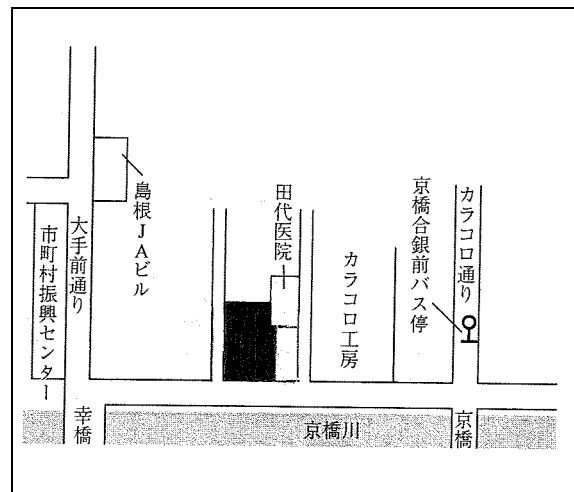 島根JAビル
大手前通り
市町村振興センター
田代医院
カラコロ工房
京橋合銀前バス停
カラコロ通り
幸橋
京橋川
京橋